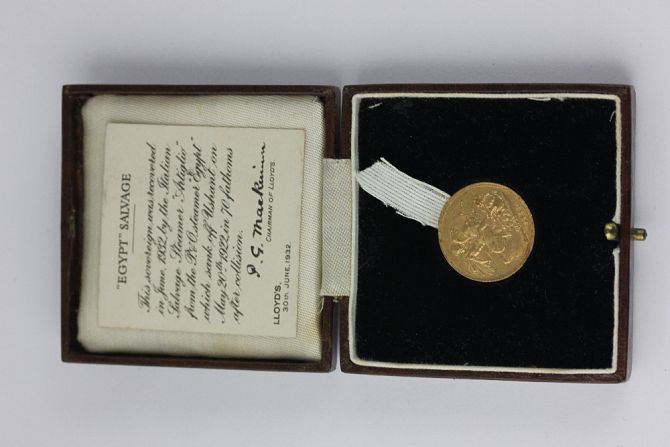 "EGYPT" SALVAGE
This sovereign was recovered
in June, 1932, by the Italian
Salvage Steamer "Artiglio"
from the P&O steamer "Egypt"
which sank off Ushant on
May 20th 1922, in 70 fathoms
after collision.
P. G. Mackinnon
CHAIRMAN OF LLOYD'S.
LLOYD'S,
30TH JUNE, 1932.